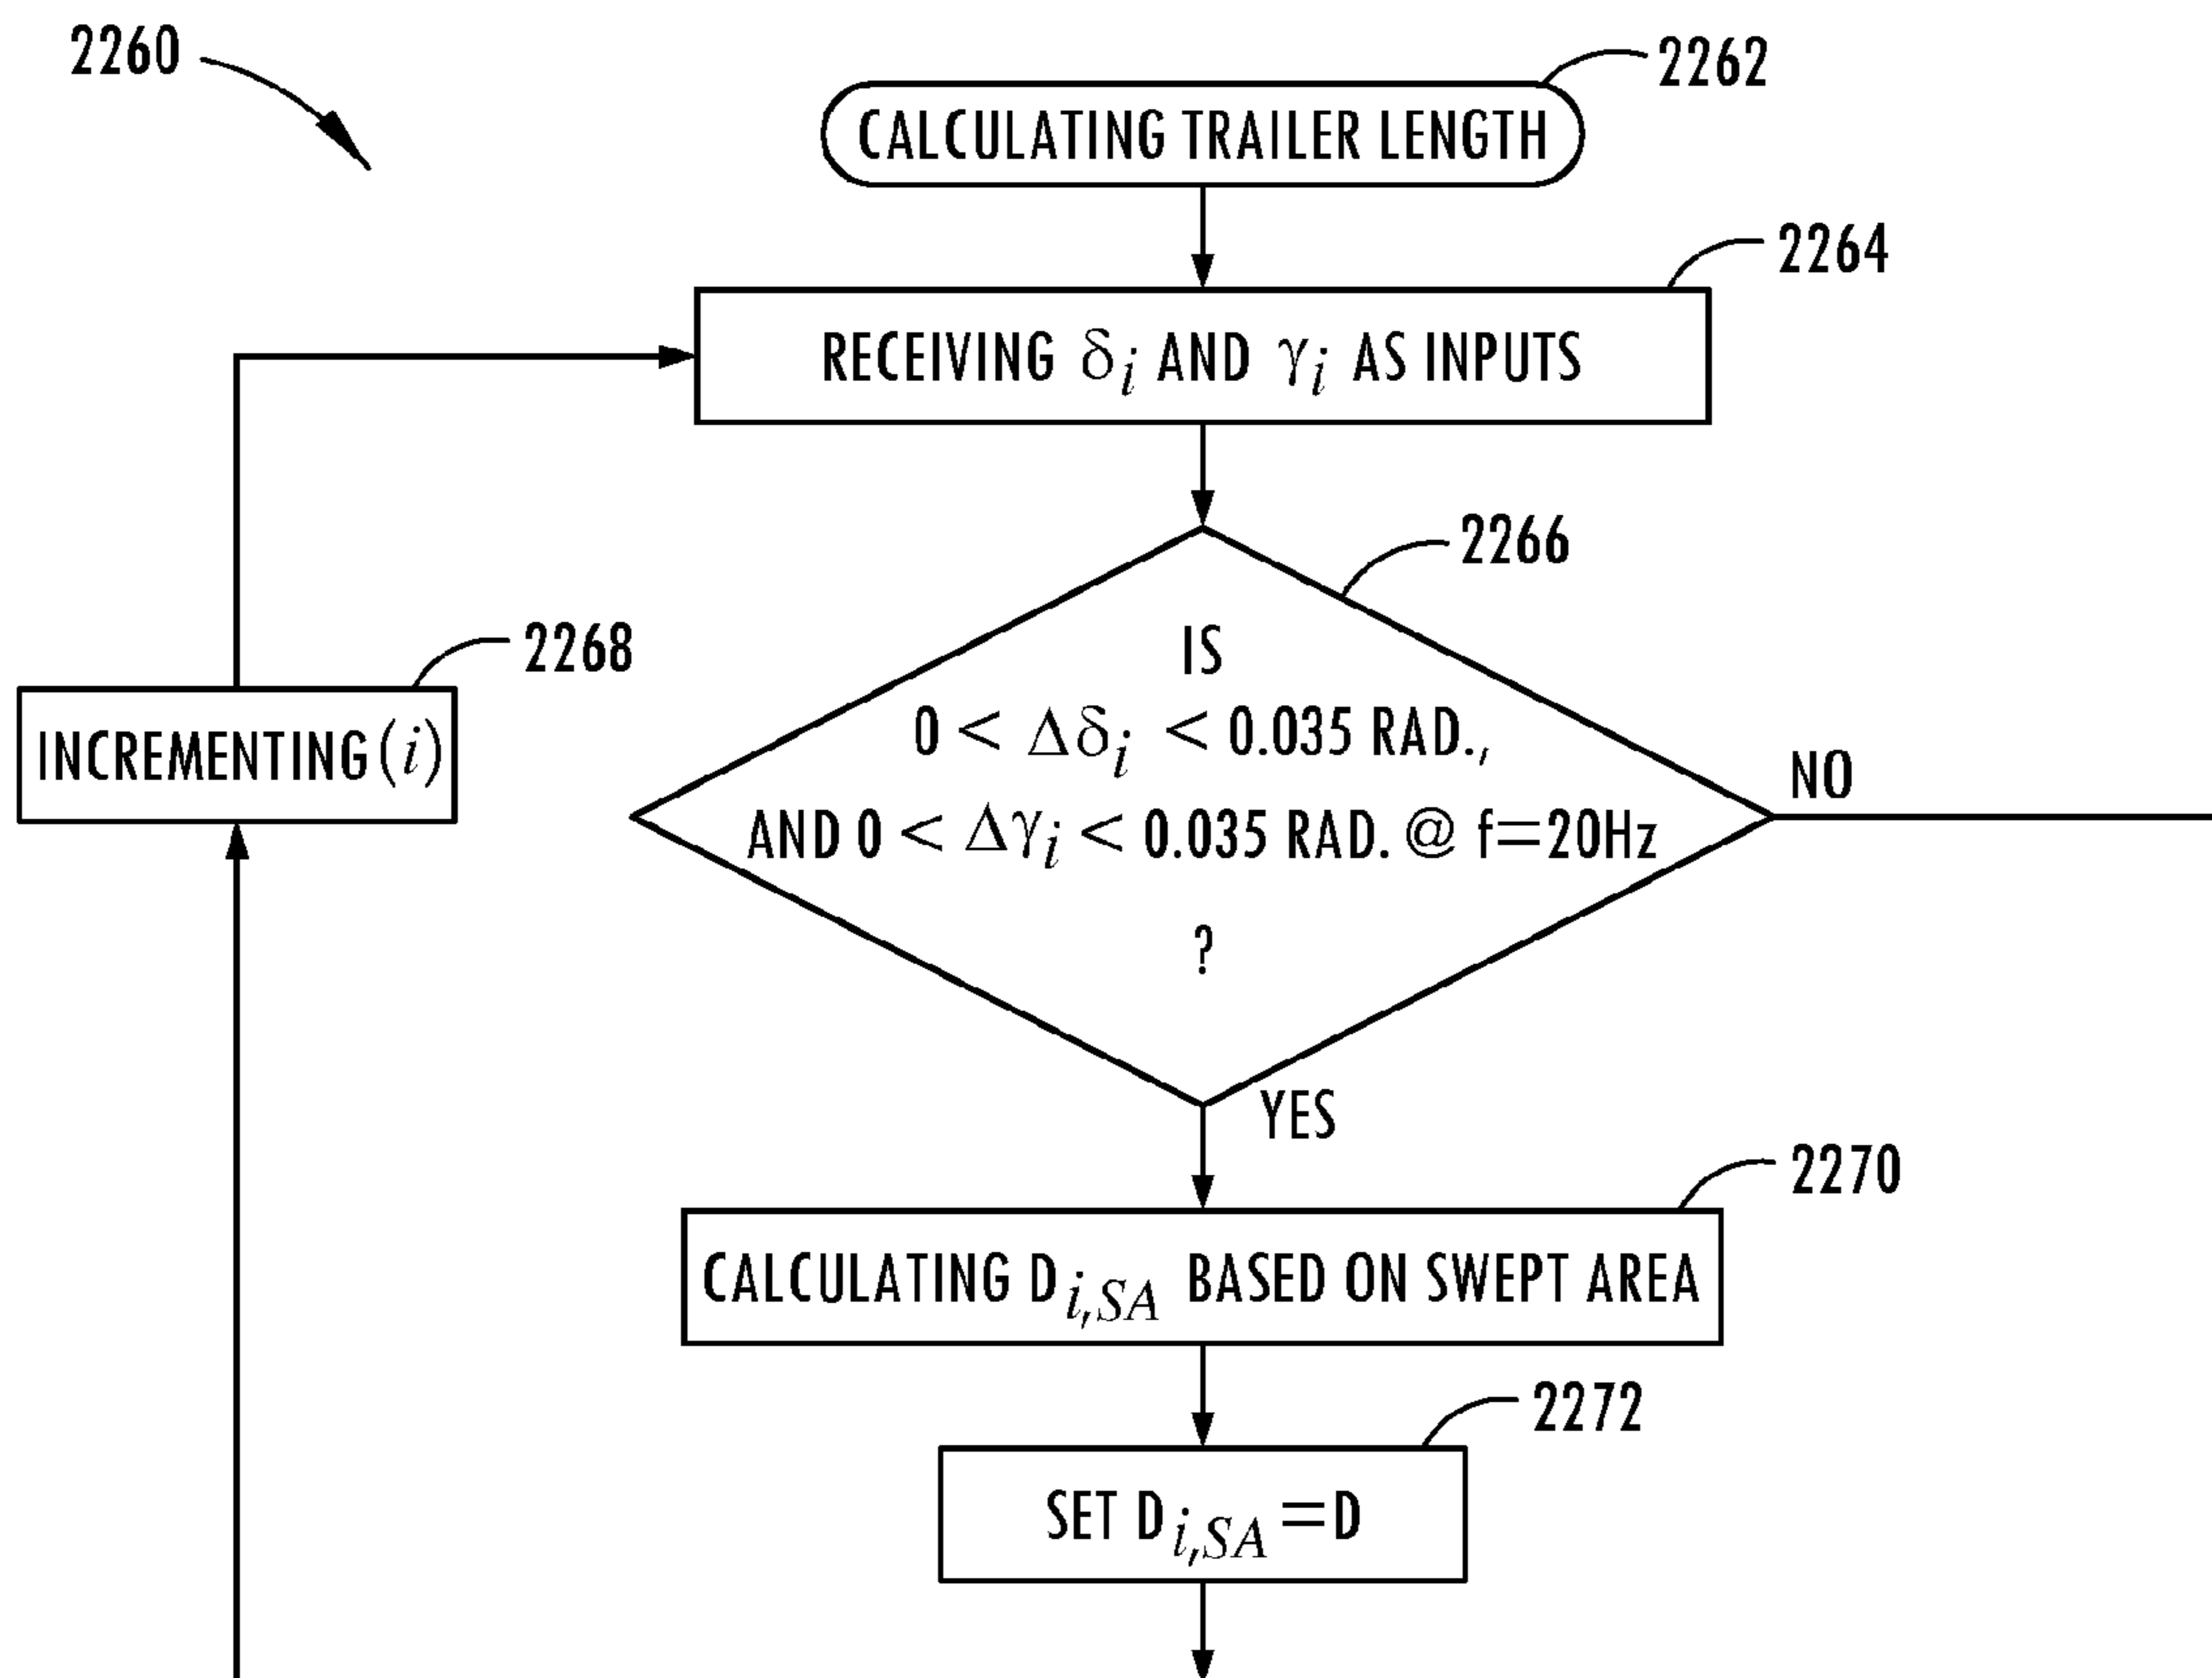 2260
2262
CALCULATING TRAILER LENGTH
2264
RECEIVING δi AND γi AS INPUTS
2266
IS
0 < Δδi < 0.035 RAD.,
AND 0 < Δγi < 0.035 RAD. @ f=20Hz
?
NO
2268
INCREMENTING (i)
YES
2270
CALCULATING Di,SA BASED ON SWEPT AREA
2272
SET Di,SA =D